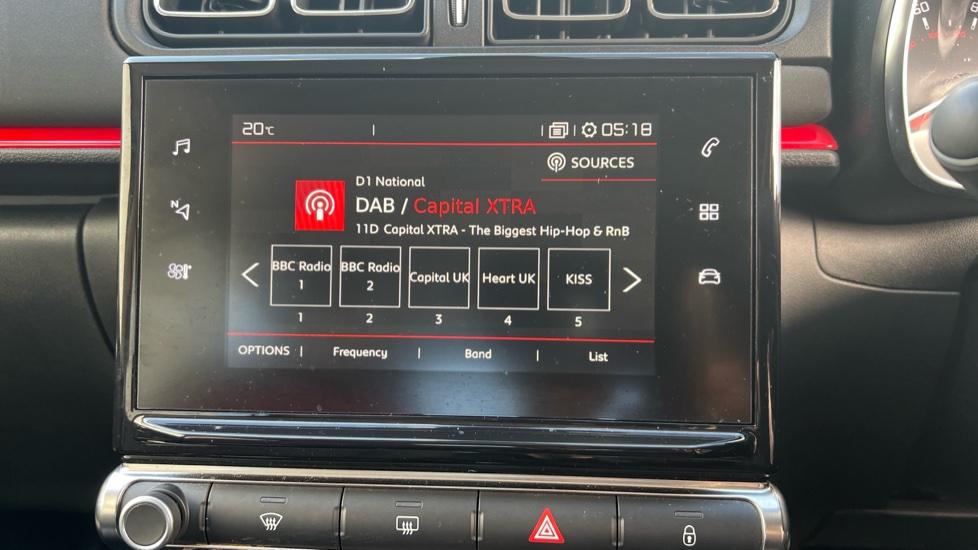 20°C 05:18
SOURCES
D1 National
DAB / Capital XTRA
11D Capital XTRA - The Biggest Hip-Hop & RnB
BBC Radio 1
BBC Radio 2
Capital UK
Heart UK
KISS
1 2 3 4 5
OPTIONS | Frequency | Band | List
N